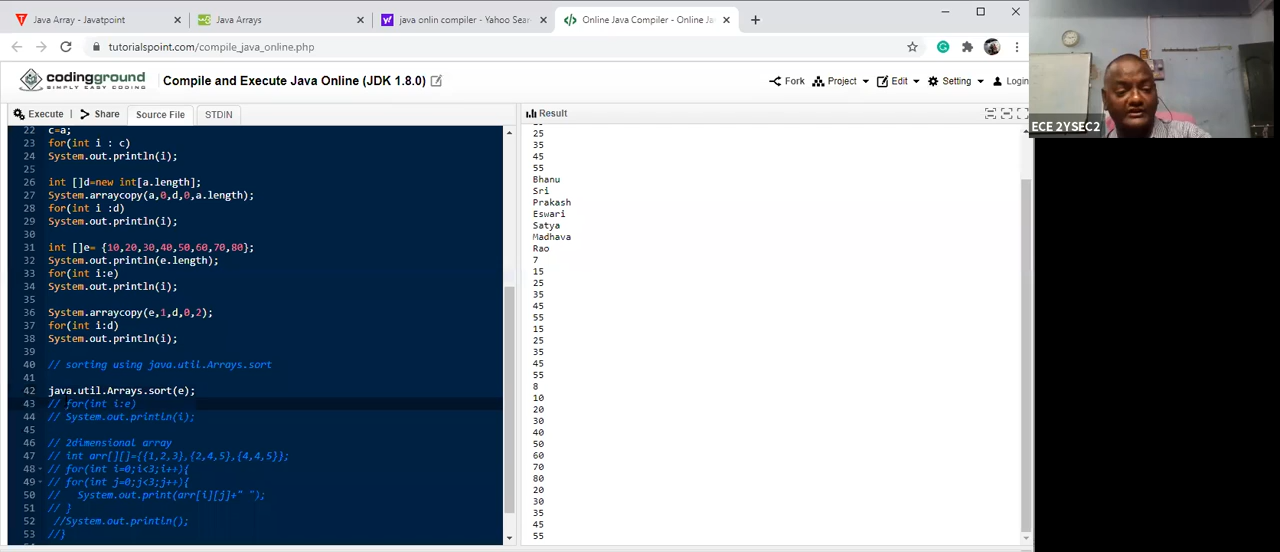 Java Array - Javatpoint
Java Arrays
java onlin compiler - Yahoo Sear
Online Java Compiler - Online Ja
tutorialspoint.com/compile_java_online.php
codingground
SIMPLY EASY CODING
Compile and Execute Java Online (JDK 1.8.0)
Fork
Project
Edit
Setting
Login
Execute
Share
Source File
STDIN
22 c=a;
23 for(int i : c)
24 System.out.println(i);
25
26 int []d=new int[a.length];
27 System.arraycopy(a,0,d,0,a.length);
28 for(int i :d)
29 System.out.println(i);
30
31 int []e= {10,20,30,40,50,60,70,80};
32 System.out.println(e.length);
33 for(int i:e)
34 System.out.println(i);
35
36 System.arraycopy(e,1,d,0,2);
37 for(int i:d)
38 System.out.println(i);
39
40 // sorting using java.util.Arrays.sort
41
42 java.util.Arrays.sort(e);
43 // for(int i:e)
44 // System.out.println(i);
45
46 // 2dimensional array
47 // int arr[][]={{1,2,3},{2,4,5},{4,4,5}};
48 // for(int i=0;i<3;i++){
49 // for(int j=0;j<3;j++){
50 //   System.out.print(arr[i][j]+" ");
51 // }
52 //System.out.println();
53 //}
Result
25
35
45
55
Bhanu
Sri
Prakash
Eswari
Satya
Madhava
Rao
7
15
25
35
45
55
15
25
35
45
55
8
10
20
30
40
50
60
70
80
20
30
35
45
55
ECE 2YSEC2